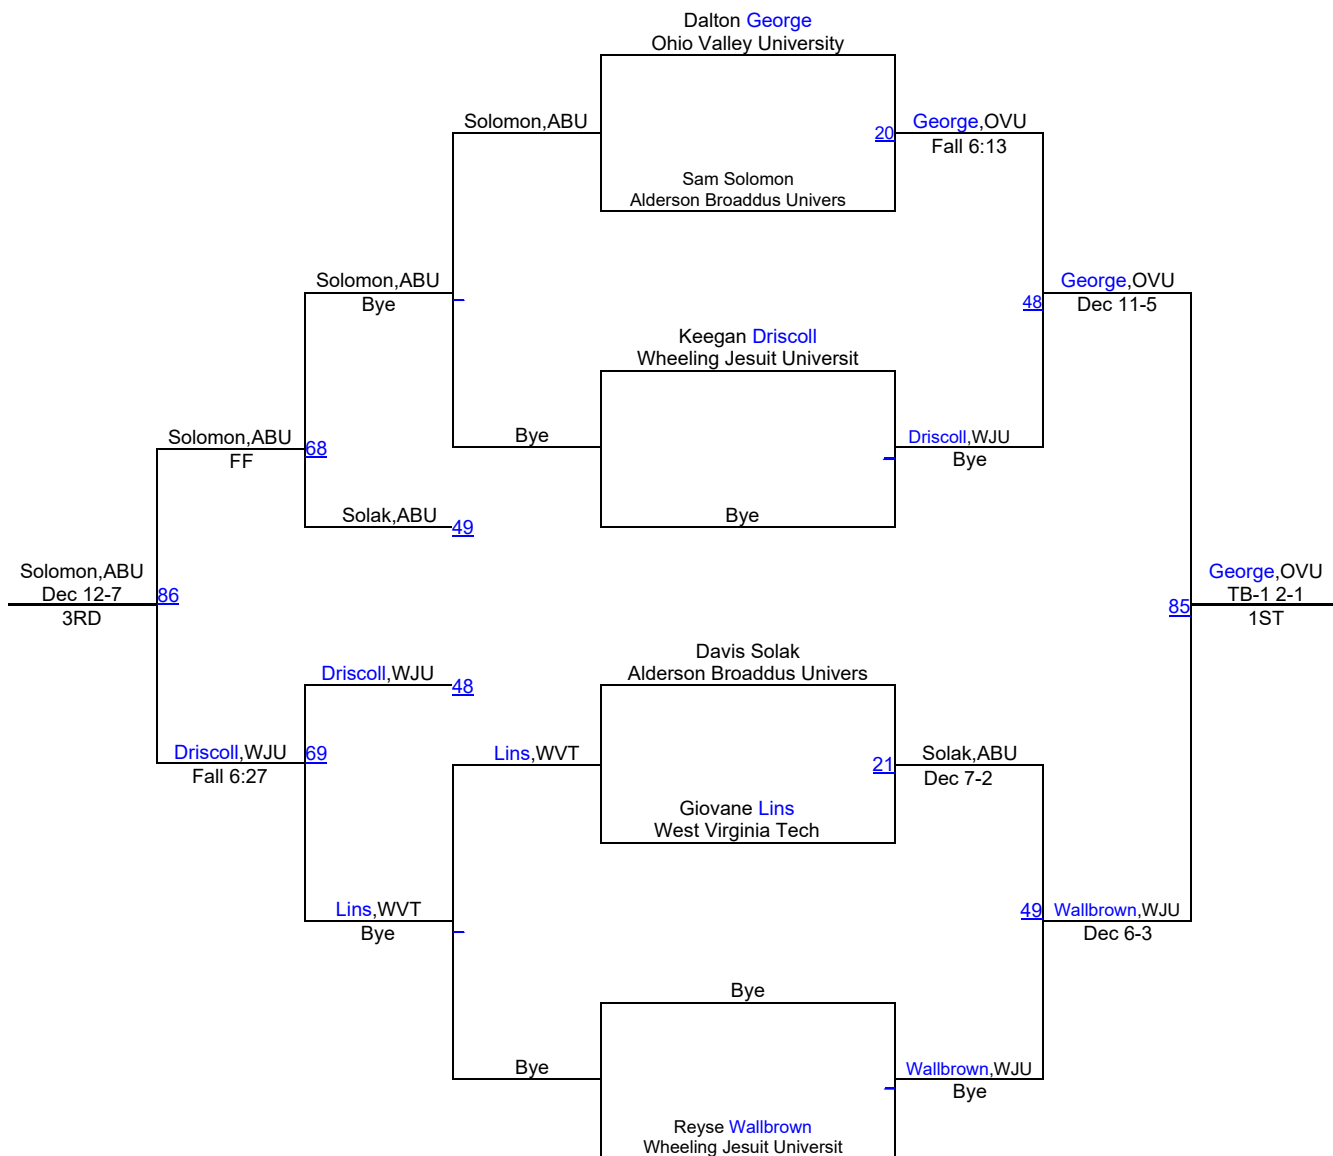 Dalton George
Ohio Valley University
Solomon,ABU
20
George,OVU
Fall 6:13
Sam Solomon
Alderson Broaddus Univers
Solomon,ABU
Bye
George,OVU
48
Dec 11-5
Keegan Driscoll
Wheeling Jesuit Universit
Solomon,ABU
68
FF
Bye
Driscoll,WJU
Bye
Solak,ABU
49
Bye
Solomon,ABU
Dec 12-7
86
3RD
George,OVU
TB-1 2-1
85
1ST
Davis Solak
Alderson Broaddus Univers
Driscoll,WJU
48
Driscoll,WJU
69
Fall 6:27
Lins,WVT
21
Solak,ABU
Dec 7-2
Giovane Lins
West Virginia Tech
Lins,WVT
Bye
49
Wallbrown,WJU
Dec 6-3
Bye
Bye
Wallbrown,WJU
Bye
Reyse Wallbrown
Wheeling Jesuit Universit